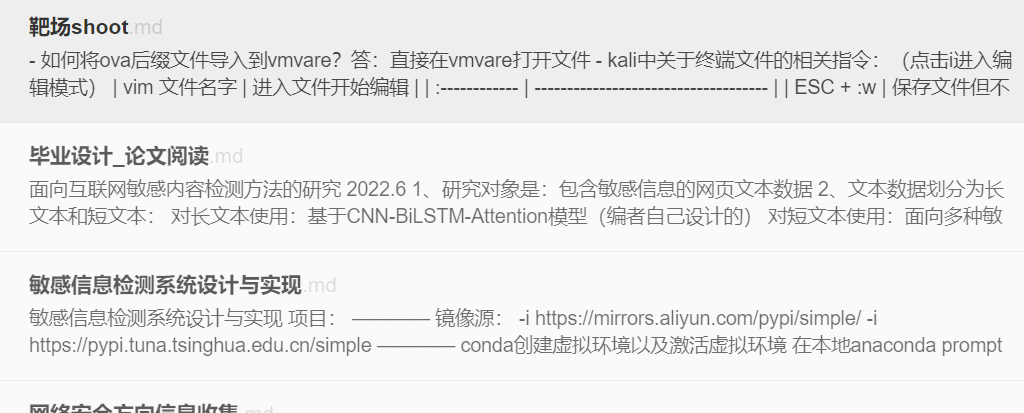 靶场shoot.md
- 如何将ova后缀文件导入到vmvare？答：直接在vmvare打开文件 - kali中关于终端文件的相关指令：（点击i进入编
辑模式） | vim 文件名字 | 进入文件开始编辑 | | :------------ | ------------------------------------- | | ESC + :w | 保存文件但不
毕业设计_论文阅读.md
面向互联网敏感内容检测方法的研究 2022.6 1、研究对象是：包含敏感信息的网页文本数据 2、文本数据划分为长
文本和短文本： 对长文本使用：基于CNN-BiLSTM-Attention模型（编者自己设计的） 对短文本使用：面向多种敏
敏感信息检测系统设计与实现.md
敏感信息检测系统设计与实现 项目： ———— 镜像源： -i https://mirrors.aliyun.com/pypi/simple/ -i
https://pypi.tuna.tsinghua.edu.cn/simple ———— conda创建虚拟环境以及激活虚拟环境 在本地anaconda prompt
网络安全方向信息收集.md